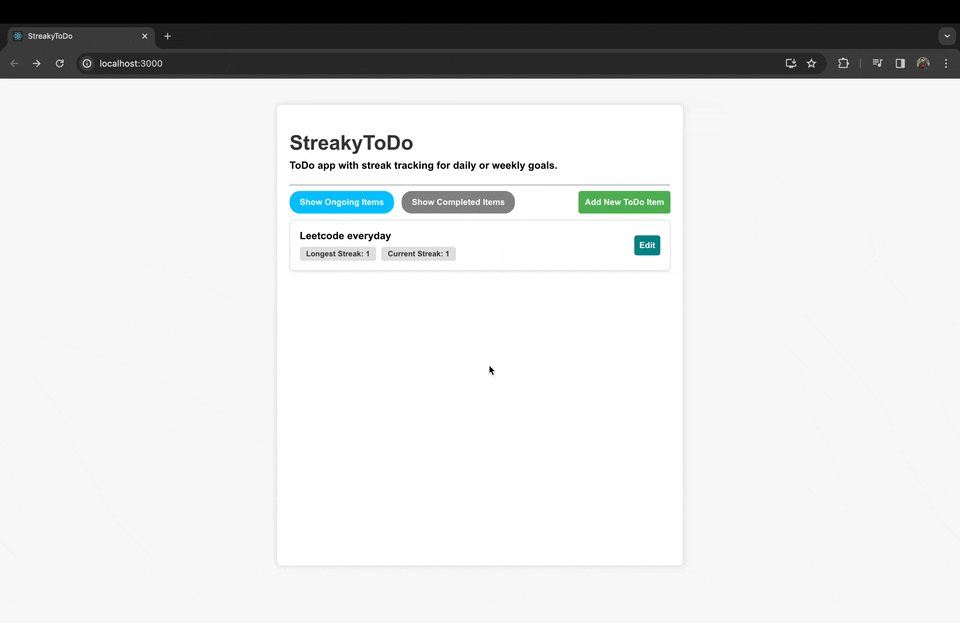 StreakyToDo
localhost:3000
StreakyToDo
ToDo app with streak tracking for daily or weekly goals.
Show Ongoing Items Show Completed Items Add New ToDo Item
Leetcode everyday
Longest Streak: 1 Current Streak: 1
Edit